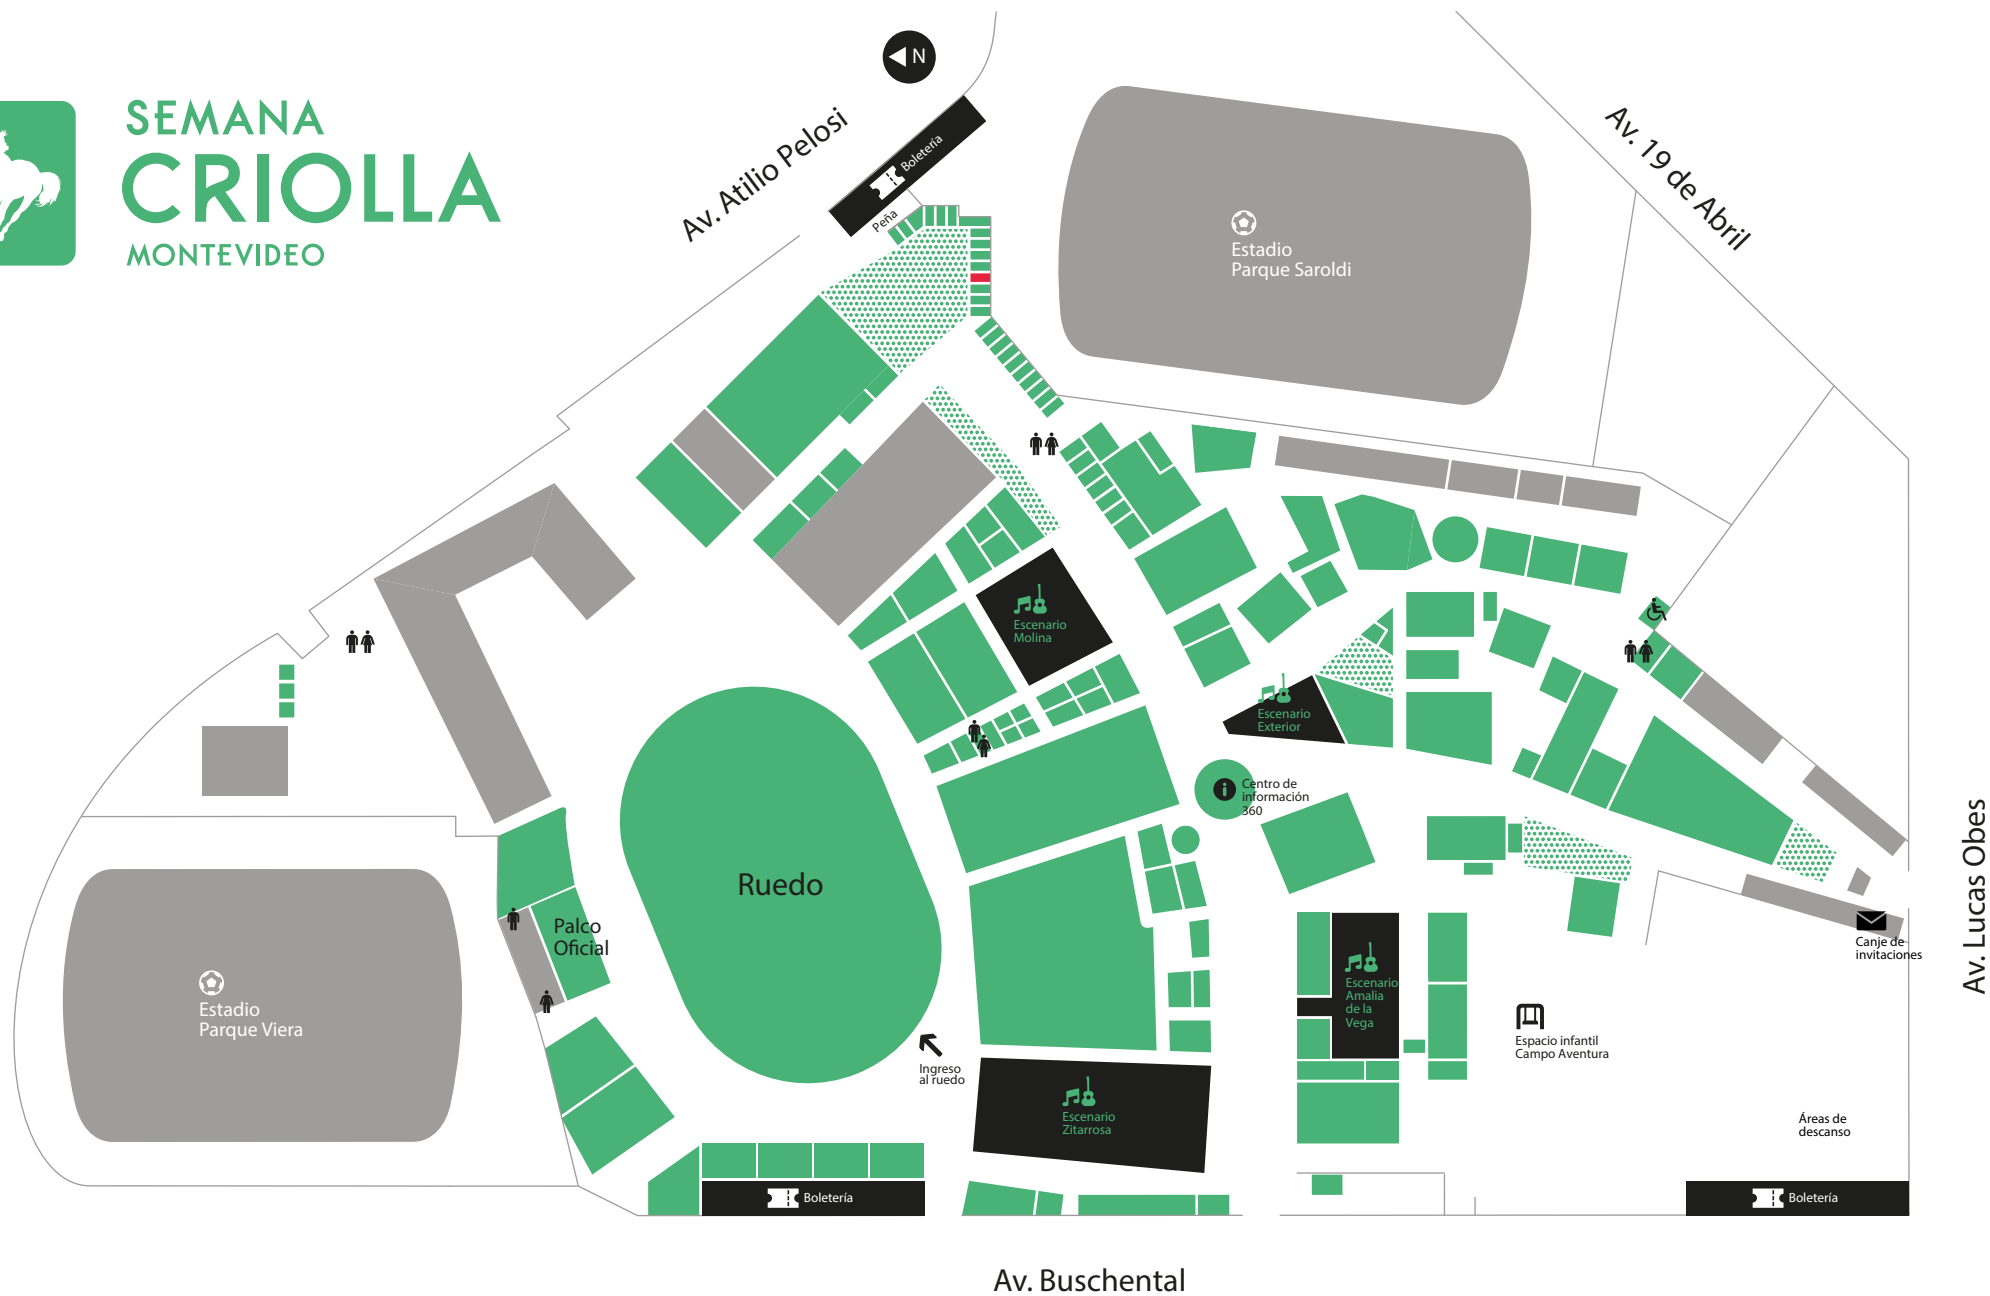 SEMANA
CRIOLLA
MONTEVIDEO
N
Av. Atilio Pelosi
Boletería
Peña
Av. 19 de Abril
Estadio
Parque Saroldi
Escenario
Molina
Escenario
Exterior
Centro de
información
360
Ruedo
Palco
Oficial
Estadio
Parque Viera
Ingreso
al ruedo
Escenario
Zitarrosa
Escenario
Amalia
de la
Vega
Espacio infantil
Campo Aventura
Canje de
invitaciones
Av. Lucas Obes
Áreas de
descanso
Boletería
Boletería
Av. Buschental